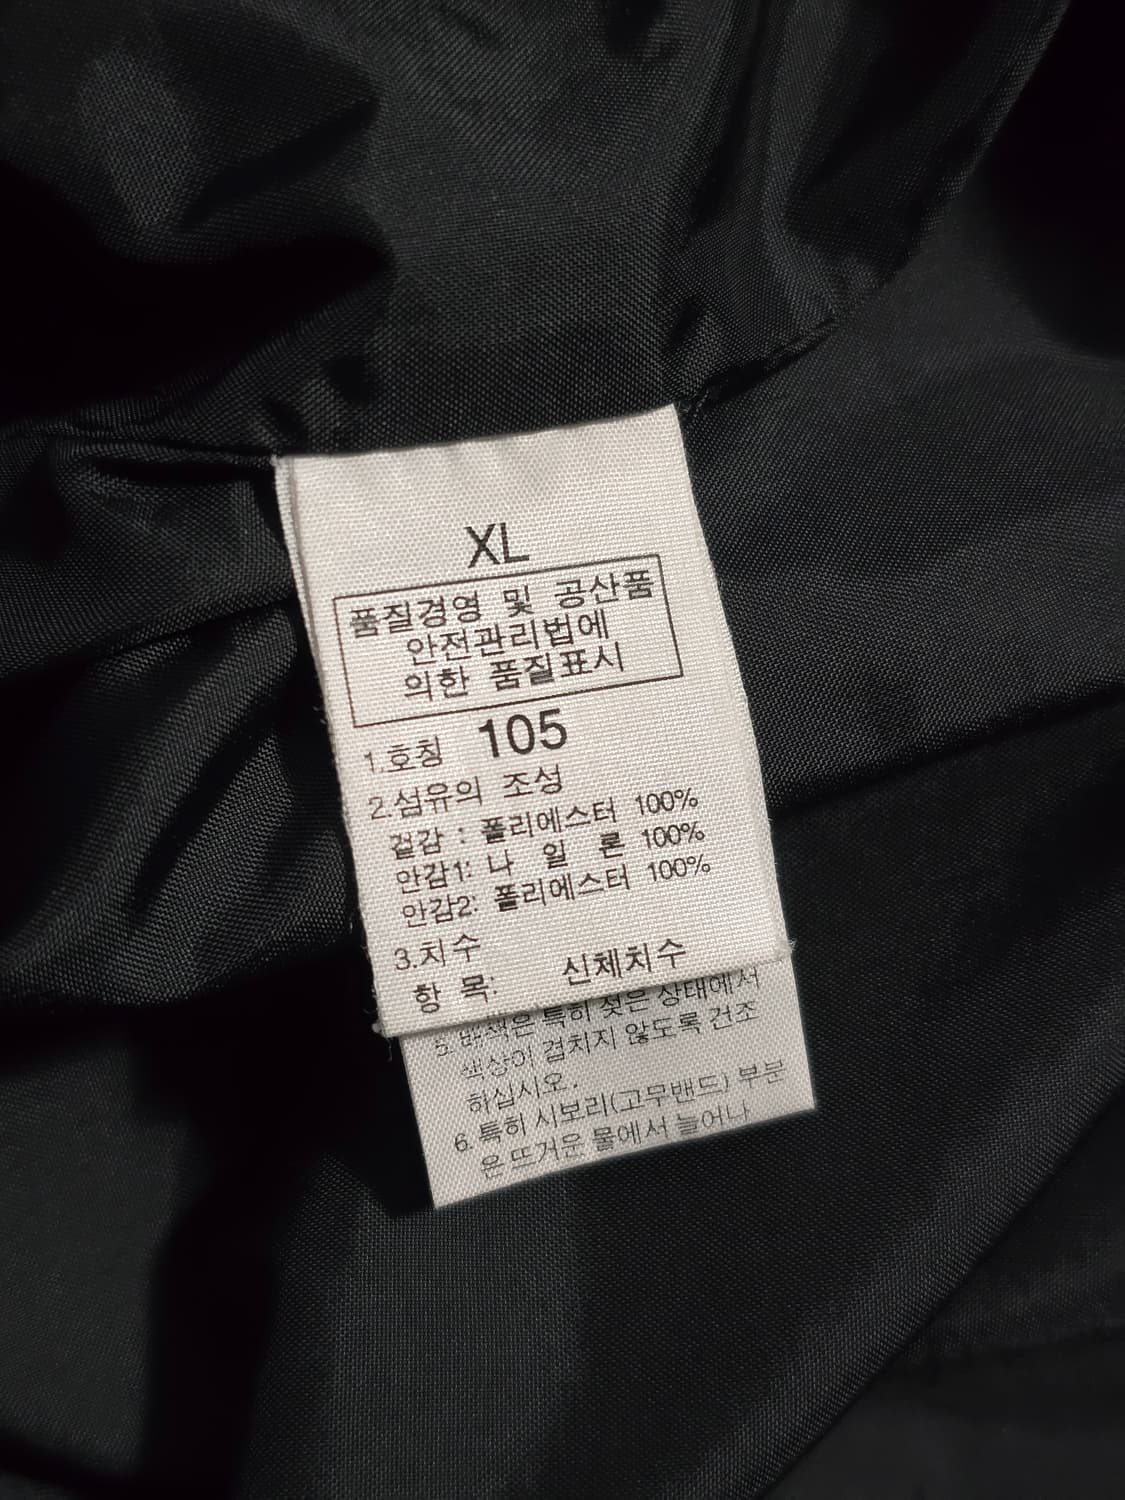 XL
품질경영 및 공산품
안전관리법에
의한 품질표시
1.호칭 105
2.섬유의 조성
겉감 : 폴리에스터 100%
안감1: 나 일 론 100%
안감2: 폴리에스터 100%
3.치수
항 목: 신체치수
5. 배색은 특히 젖은 상태에서
색상이 겹치지 않도록 건조
하십시오.
6. 특히 시보리(고무밴드) 부분
은 뜨거운 물에서 늘어나